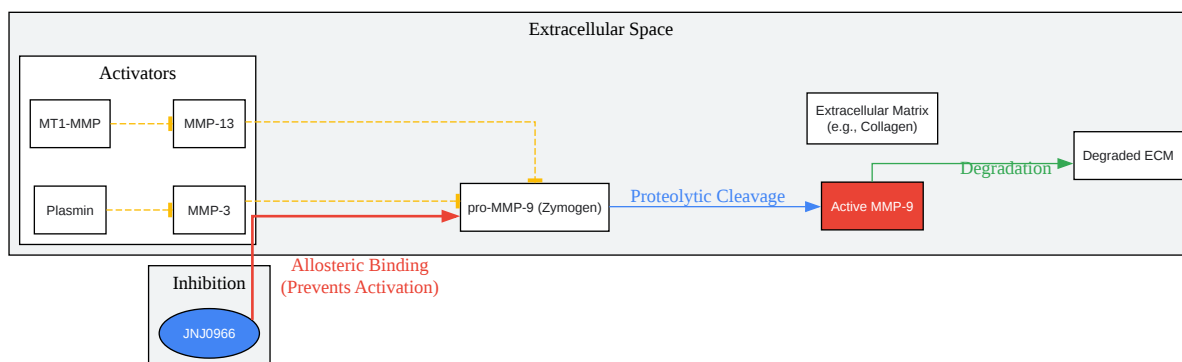 Extracellular Space
Activators
MT1-MMP
MMP-13
Extracellular Matrix
(e.g., Collagen)
Degraded ECM
Degradation
Plasmin
MMP-3
pro-MMP-9 (Zymogen)
Proteolytic Cleavage
Active MMP-9
Allosteric Binding
(Prevents Activation)
Inhibition
JNJ0966